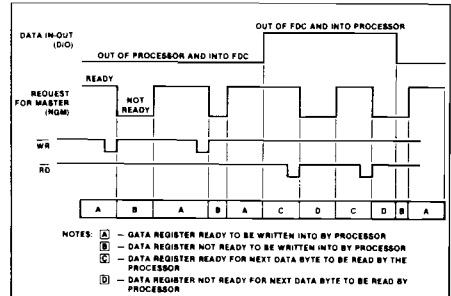 OUT OF FDC AND INTO PROCESSOR
DATA IN-OUT
(DIO)
OUT OF PROCESSOR AND INTO FDC
READY
REQUEST
FOR MASTER
(NGM)
NOT
READY
WR
RD
A B A B A C D C D B A
NOTES: A – GATA REGISTER READY TO BE WRITTEN INTO BY PROCESSOR
B – DATA REGISTER NOT READY TO BE WRITTEN INTO BY PROCESSOR
C – DATA REGISTER READY FOR NEXT DATA BYTE TO BE READ BY THE
PROCESSOR
D – DATA REGISTER NOT READY FOR NEXT DATA BYTE TO BE READ BY
PROCESSOR